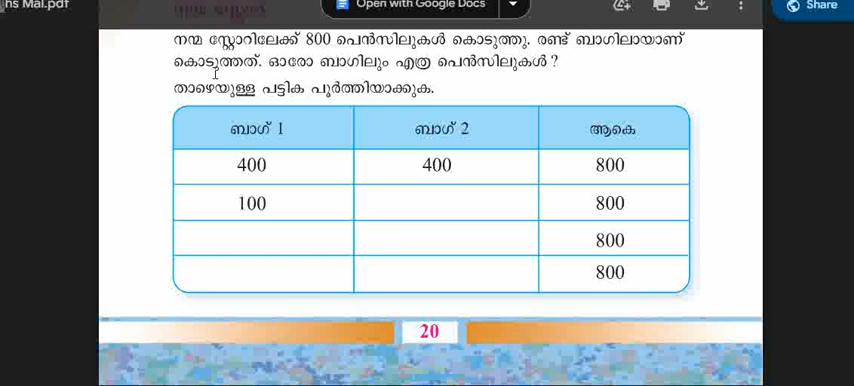 hs Mal.pdf
Open with Google Docs
Share
നന്മ സ്റ്റോറിലേക്ക് 800 പെൻസിലുകൾ കൊടുത്തു. രണ്ട് ബാഗിലായാണ്
കൊടുത്തത്. ഓരോ ബാഗിലും എത്ര പെൻസിലുകൾ ?
താഴെയുള്ള പട്ടിക പൂർത്തിയാക്കുക.
ബാഗ് 1 ബാഗ് 2 ആകെ
400 400 800
100 800
800
800
20